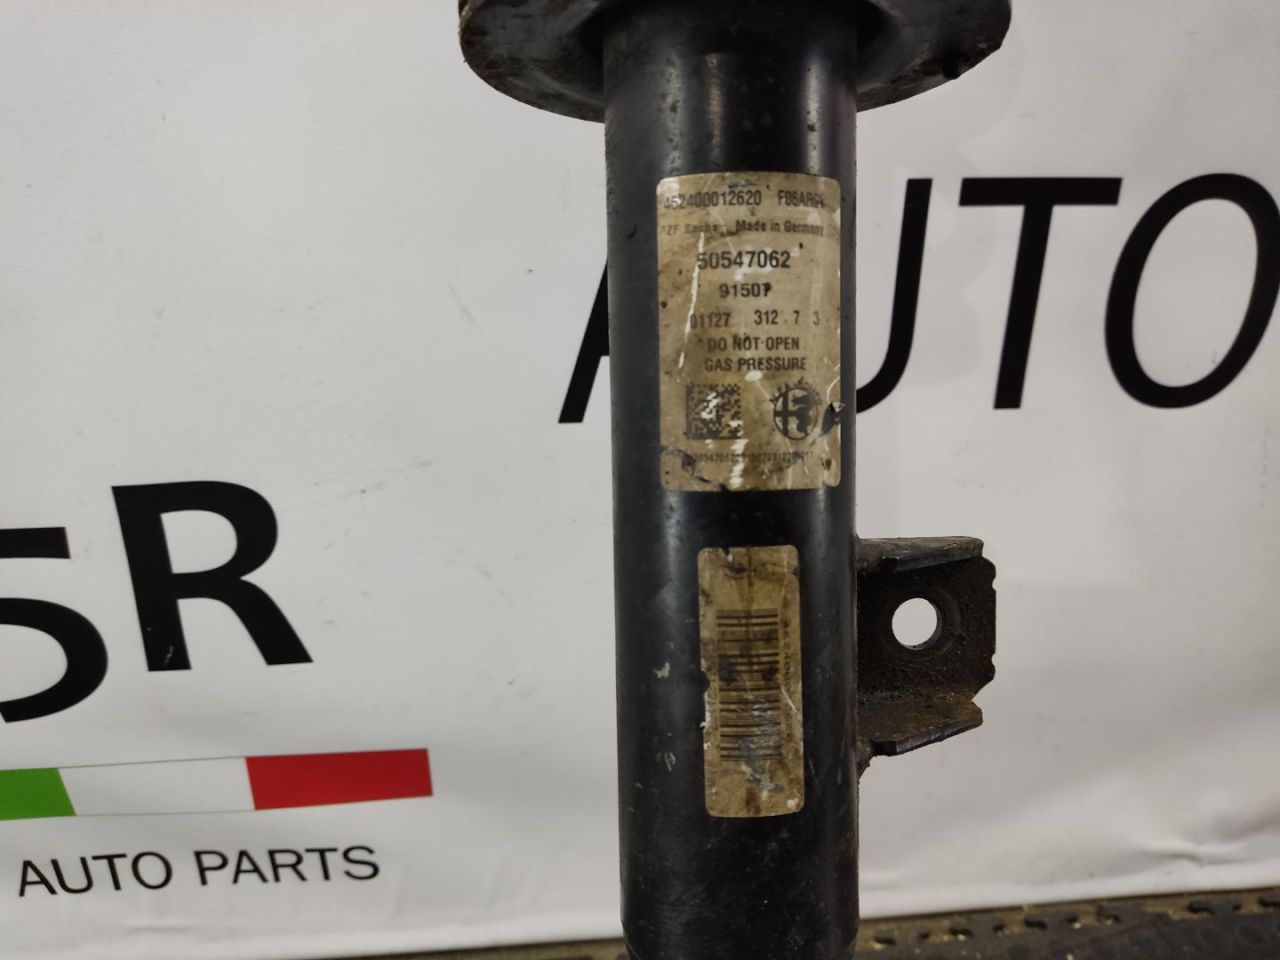 452400012620
ZF Sachs Made in Germany
50547062
91507
01127 312 7 3
DO NOT OPEN
GAS PRESSURE
AUTO
SR
AUTO PARTS